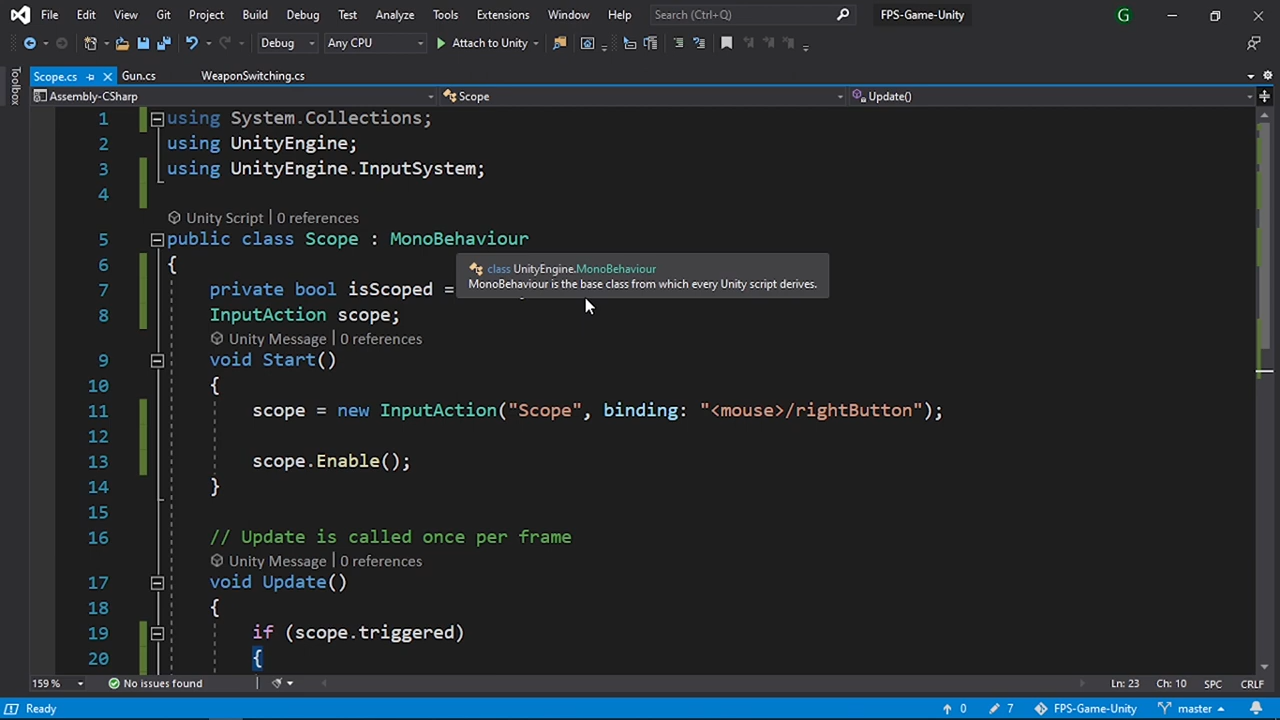 File Edit View Git Project Build Debug Test Analyze Tools Extensions Window Help Search (Ctrl+Q) FPS-Game-Unity G
Debug Any CPU Attach to Unity
Scope.cs Gun.cs WeaponSwitching.cs
Toolbox
Assembly-CSharp Scope Update()
1 using System.Collections;
2 using UnityEngine;
3 using UnityEngine.InputSystem;
4
Unity Script | 0 references
5 public class Scope : MonoBehaviour
6 {
class UnityEngine.MonoBehaviour
MonoBehaviour is the base class from which every Unity script derives.
7 private bool isScoped =
8 InputAction scope;
Unity Message | 0 references
9 void Start()
10 {
11 scope = new InputAction("Scope", binding: "<mouse>/rightButton");
12
13 scope.Enable();
14 }
15
16 // Update is called once per frame
Unity Message | 0 references
17 void Update()
18 {
19 if (scope.triggered)
20 {
159 % No issues found Ln: 23 Ch: 10 SPC CRLF
Ready 0 7 FPS-Game-Unity master